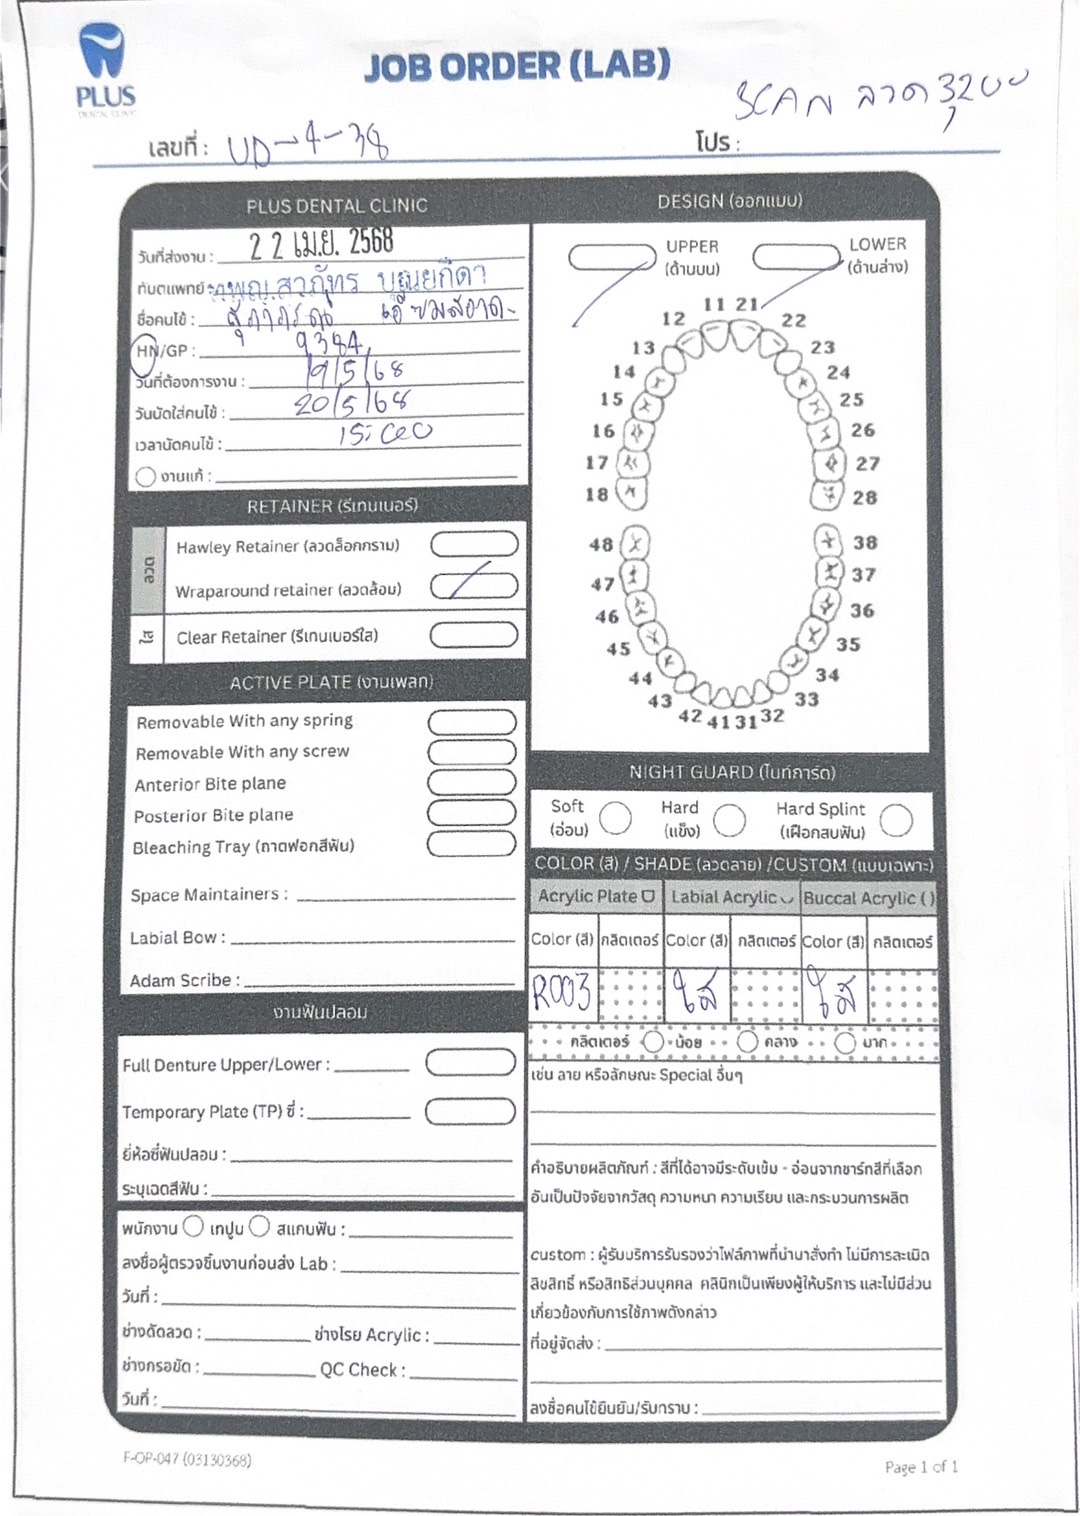 PLUS
DENTAL CLINIC
JOB ORDER (LAB)
SCAN ลวด 3,200
เลขที่ : UD-4-38
โปร :
PLUS DENTAL CLINIC
วันที่ส่งงาน : 22 เม.ย. 2568
ทันตแพทย์ :
ชื่อคนไข้ :
HN/GP : 9384
วันที่ต้องการงาน : 19/5/68
วันนัดใส่คนไข้ : 20/5/68
เวลานัดคนไข้ : 15:00
งานแก้ :
RETAINER (รีเทนเนอร์)
ลวด
Hawley Retainer (ลวดล็อกกราม)
Wraparound retainer (ลวดล้อม)
ใส
Clear Retainer (รีเทนเนอร์ใส)
ACTIVE PLATE (งานเพลท)
Removable With any spring
Removable With any screw
Anterior Bite plane
Posterior Bite plane
Bleaching Tray (ถาดฟอกสีฟัน)
Space Maintainers :
Labial Bow :
Adam Scribe :
งานฟันปลอม
Full Denture Upper/Lower :
Temporary Plate (TP) ซี่ :
ยี่ห้อซี่ฟันปลอม :
ระบุเฉดสีฟัน :
พนักงาน เทปูน สแกนฟัน :
ลงชื่อผู้ตรวจชิ้นงานก่อนส่ง Lab :
วันที่ :
ช่างดัดลวด : ช่างโรย Acrylic :
ช่างกรอขัด : QC Check :
วันที่ :
DESIGN (ออกแบบ)
UPPER
(ด้านบน)
LOWER
(ด้านล่าง)
11 21
12 22
13 23
14 24
15 25
16 26
17 27
18 28
48 38
47 37
46 36
45 35
44 34
43 33
42 41 31 32
NIGHT GUARD (ไนท์การ์ด)
Soft
(อ่อน)
Hard
(แข็ง)
Hard Splint
(เฝือกสบฟัน)
COLOR (สี) / SHADE (ลวดลาย) /CUSTOM (แบบเฉพาะ)
Acrylic Plate Labial Acrylic Buccal Acrylic ( )
Color (สี) กลิตเตอร์ Color (สี) กลิตเตอร์ Color (สี) กลิตเตอร์
R003 ใส ใส
กลิตเตอร์ น้อย กลาง มาก
เช่น ลาย หรือลักษณะ Special อื่นๆ
คำอธิบายผลิตภัณฑ์ : สีที่ได้อาจมีระดับเข้ม - อ่อนจากชาร์ทสีที่เลือก
อันเป็นปัจจัยจากวัสดุ ความหนา ความเรียบ และกระบวนการผลิต
custom : ผู้รับบริการรับรองว่าไฟล์ภาพที่นำมาสั่งทำ ไม่มีการละเมิด
ลิขสิทธิ์ หรือสิทธิส่วนบุคคล คลินิกเป็นเพียงผู้ให้บริการ และไม่มีส่วน
เกี่ยวข้องกับการใช้ภาพดังกล่าว
ที่อยู่จัดส่ง :
ลงชื่อคนไข้ยืนยัน/รับทราบ :
F-OP-047 (03130368)
Page 1 of 1